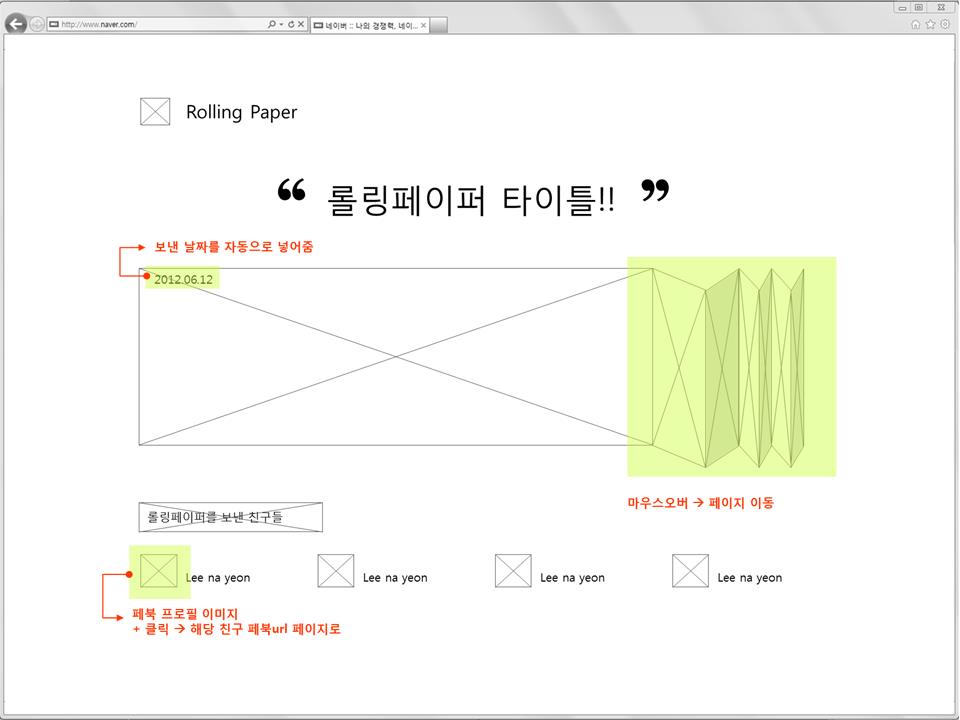 http://www.naver.com/
네이버 :: 나의 경쟁력, 네이...
Rolling Paper
“ 롤링페이퍼 타이틀!! ”
보낸 날짜를 자동으로 넣어줌
2012.06.12
마우스오버 → 페이지 이동
롤링페이퍼를 보낸 친구들
Lee na yeon
Lee na yeon
Lee na yeon
Lee na yeon
페북 프로필 이미지
+ 클릭 → 해당 친구 페북url 페이지로